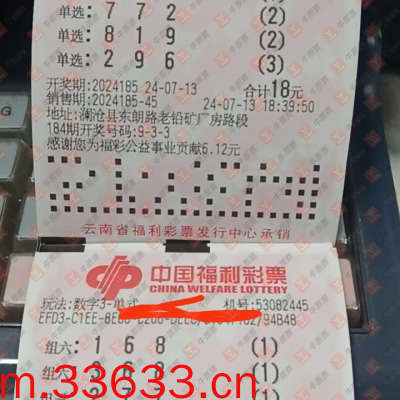 单选: 7 7 2 (2)
单选: 8 1 9 (2)
单选: 2 9 6 (3)
开奖期:2024185 24-07-13 合计18元
销售期:2024185-45 24-07-13 18:39:50
地址:澜沧县东朗路老铅矿厂房路段
184期开奖号码:9-3-3
感谢您为福彩公益事业贡献6.12元
云南省福利彩票发行中心承销
中国福利彩票
CHINA WELFARE LOTTERY
玩法:数字3-单式 机号:53082445
EFD3-C1EE-8E
94848
组六: 1 6 8 (1)
(1)
m.33633.cn
(1)